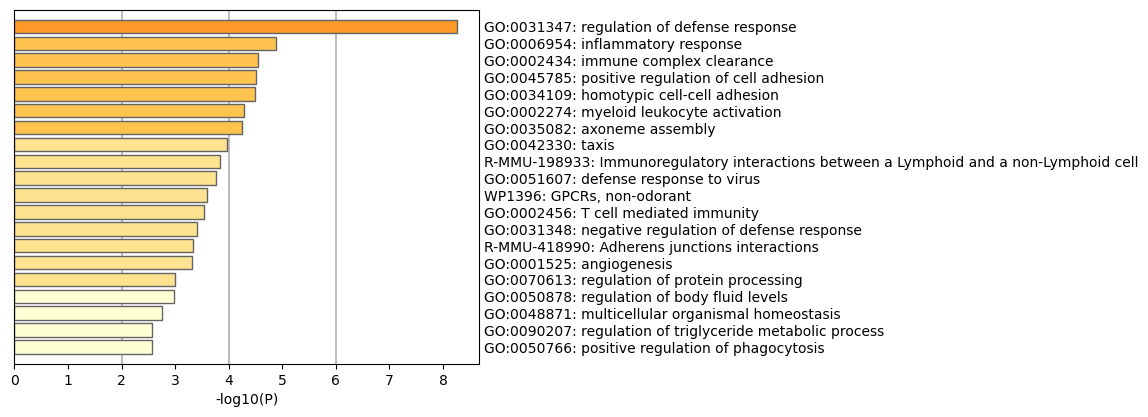 GO:0031347: regulation of defense response
GO:0006954: inflammatory response
GO:0002434: immune complex clearance
GO:0045785: positive regulation of cell adhesion
GO:0034109: homotypic cell-cell adhesion
GO:0002274: myeloid leukocyte activation
GO:0035082: axoneme assembly
GO:0042330: taxis
R-MMU-198933: Immunoregulatory interactions between a Lymphoid and a non-Lymphoid cell
GO:0051607: defense response to virus
WP1396: GPCRs, non-odorant
GO:0002456: T cell mediated immunity
GO:0031348: negative regulation of defense response
R-MMU-418990: Adherens junctions interactions
GO:0001525: angiogenesis
GO:0070613: regulation of protein processing
GO:0050878: regulation of body fluid levels
GO:0048871: multicellular organismal homeostasis
GO:0090207: regulation of triglyceride metabolic process
GO:0050766: positive regulation of phagocytosis
0 1 2 3 4 5 6 7 8
-log10(P)